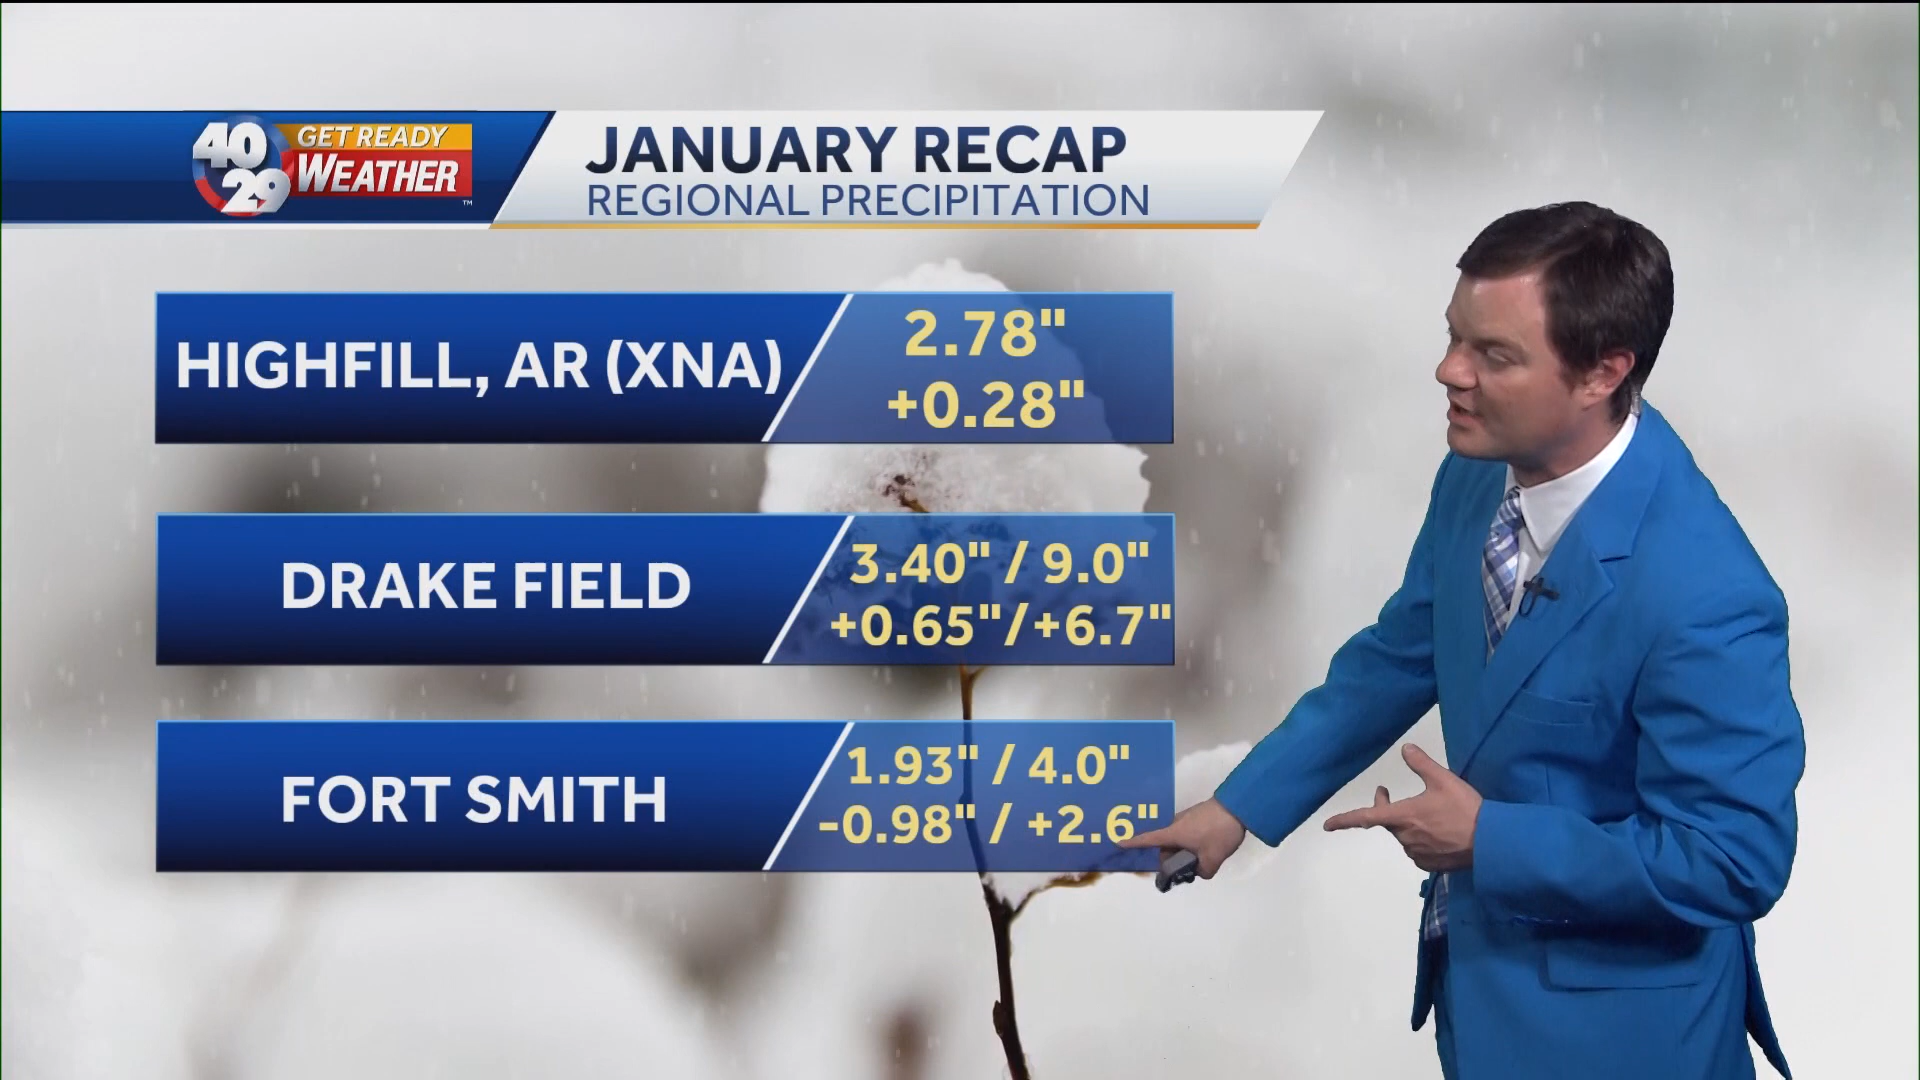 40
29
GET READY
WEATHER™
JANUARY RECAP
REGIONAL PRECIPITATION
HIGHFILL, AR (XNA)
2.78"
+0.28"
DRAKE FIELD
3.40" / 9.0"
+0.65"/+6.7"
FORT SMITH
1.93" / 4.0"
-0.98" / +2.6"